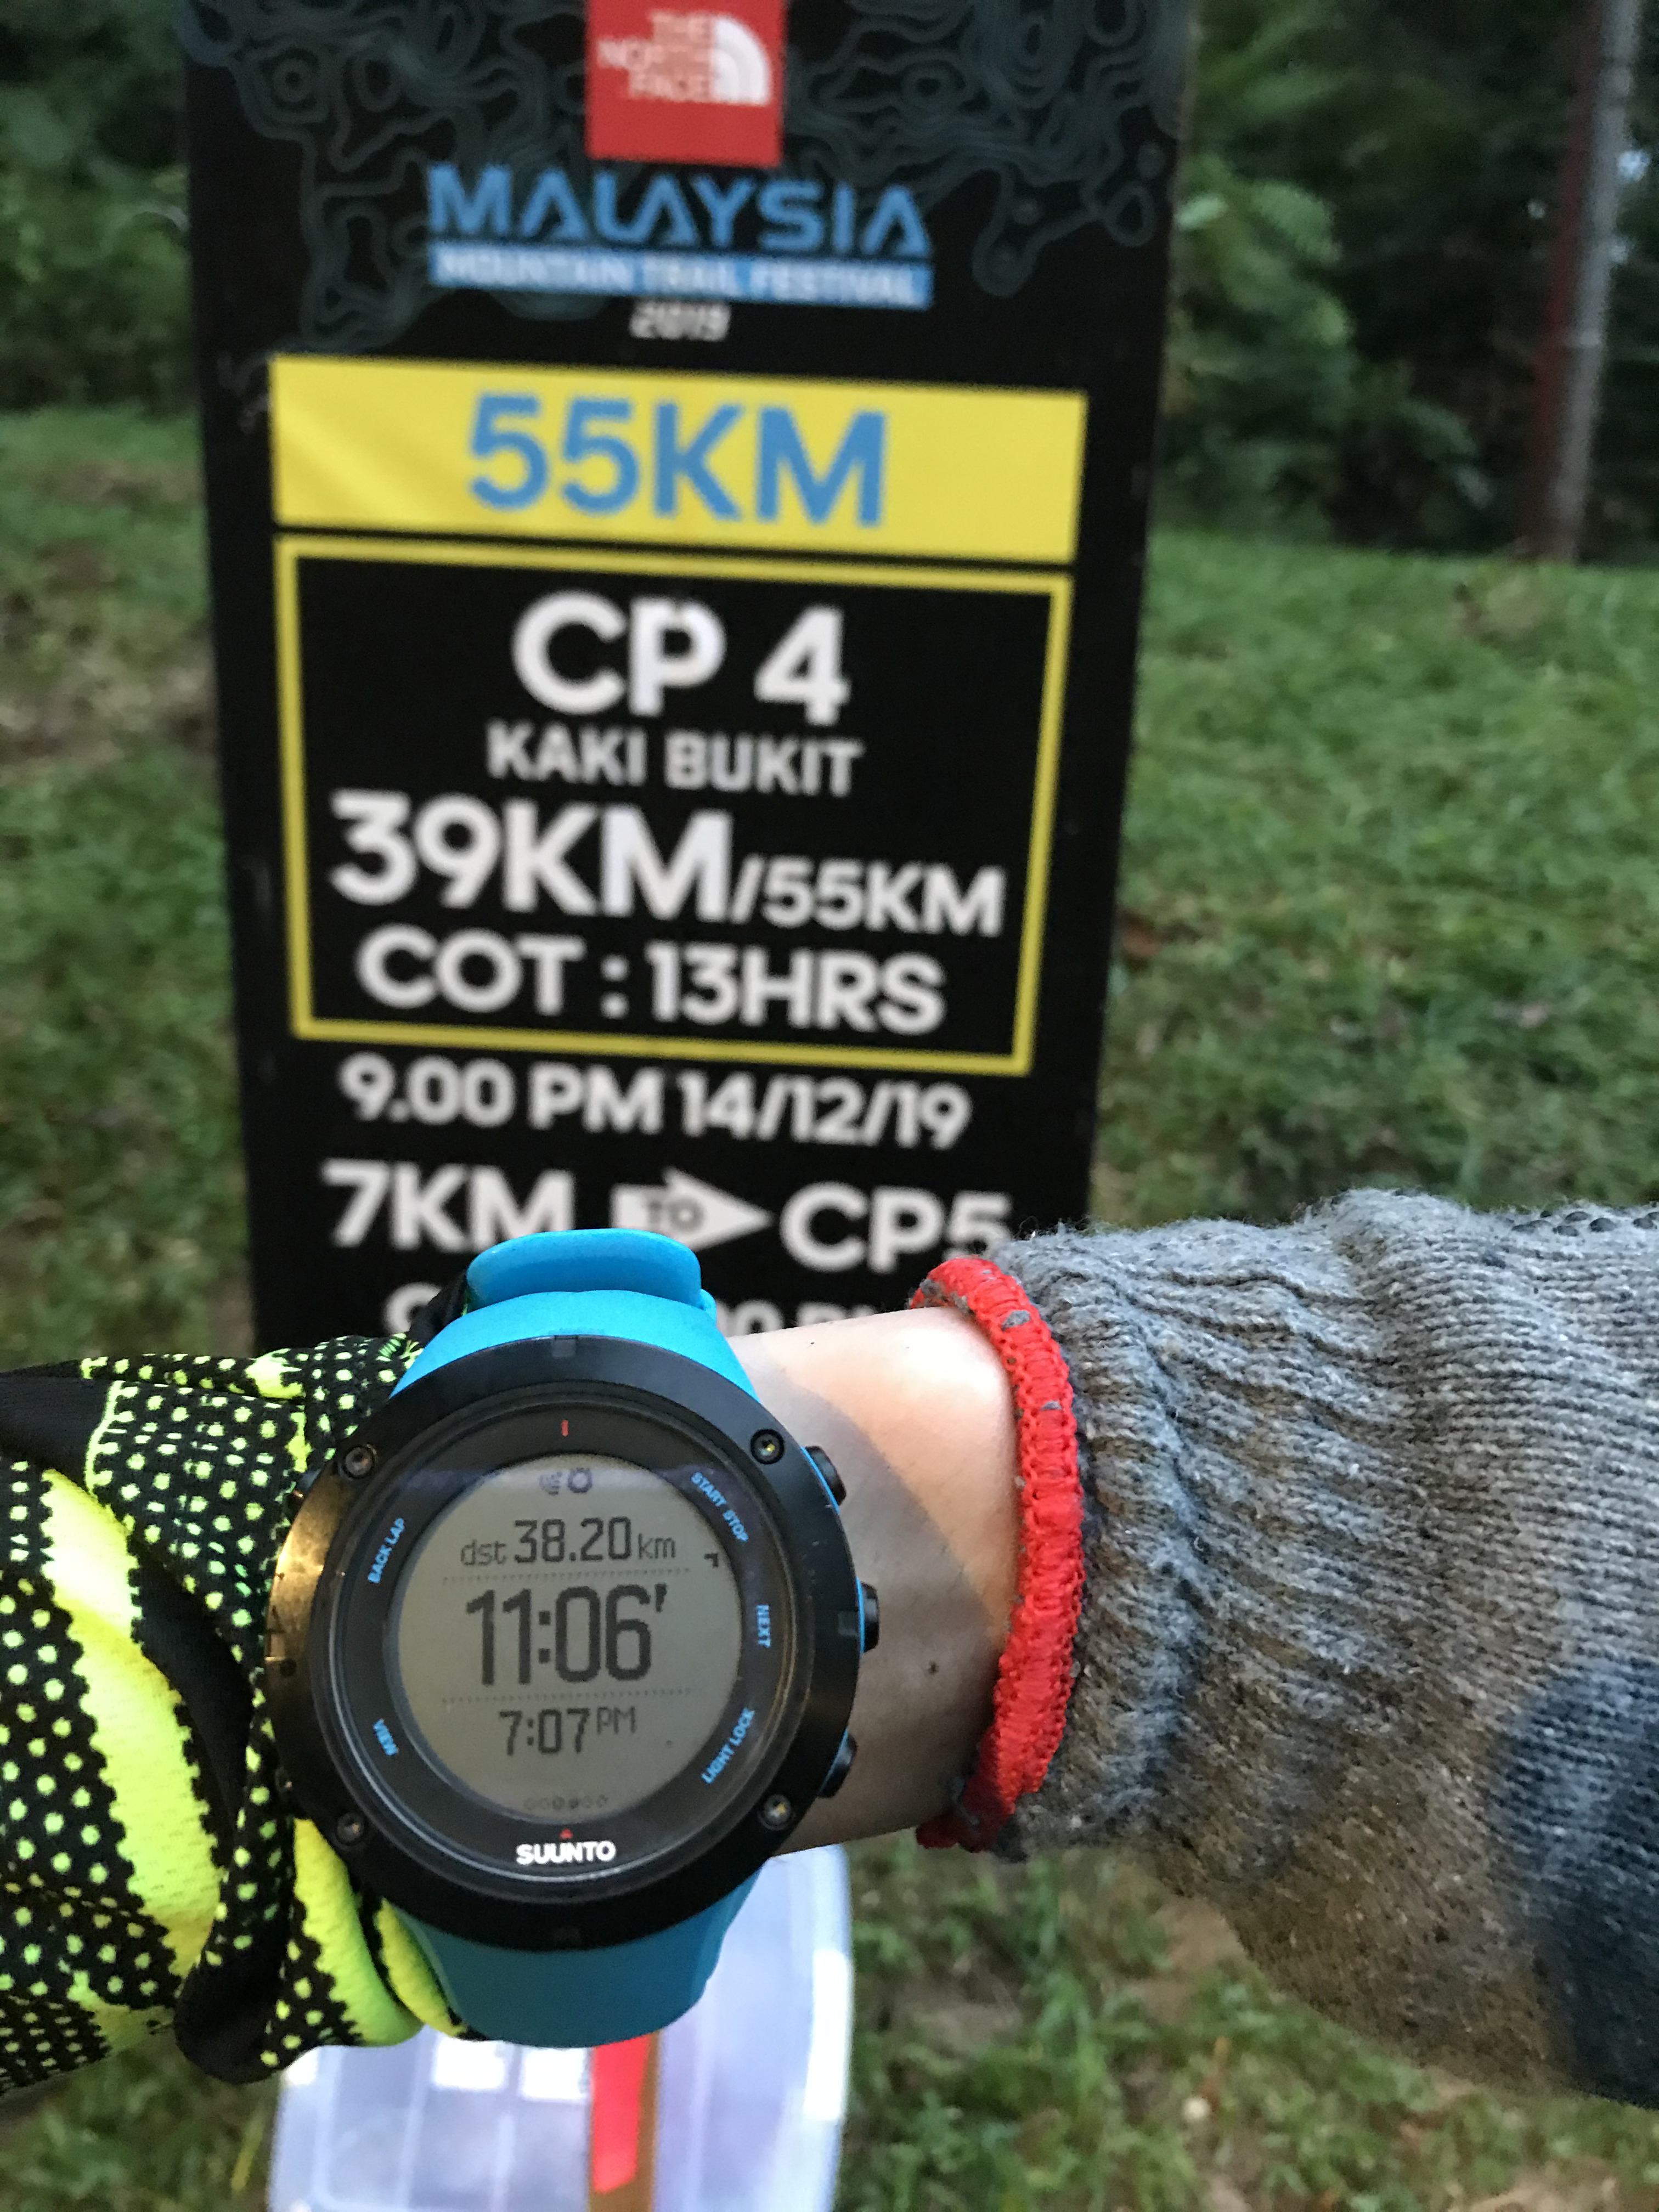 THE
NORTH
FACE
MALAYSIA
MOUNTAIN TRAIL FESTIVAL
2019
55KM
CP 4
KAKI BUKIT
39KM/55KM
COT : 13HRS
9.00 PM 14/12/19
7KM TO CP5
START STOP
BACK LAP
dst 38.20 km
11:06'
NEXT
7:07 PM
VIEW
LIGHT LOCK
SUUNTO